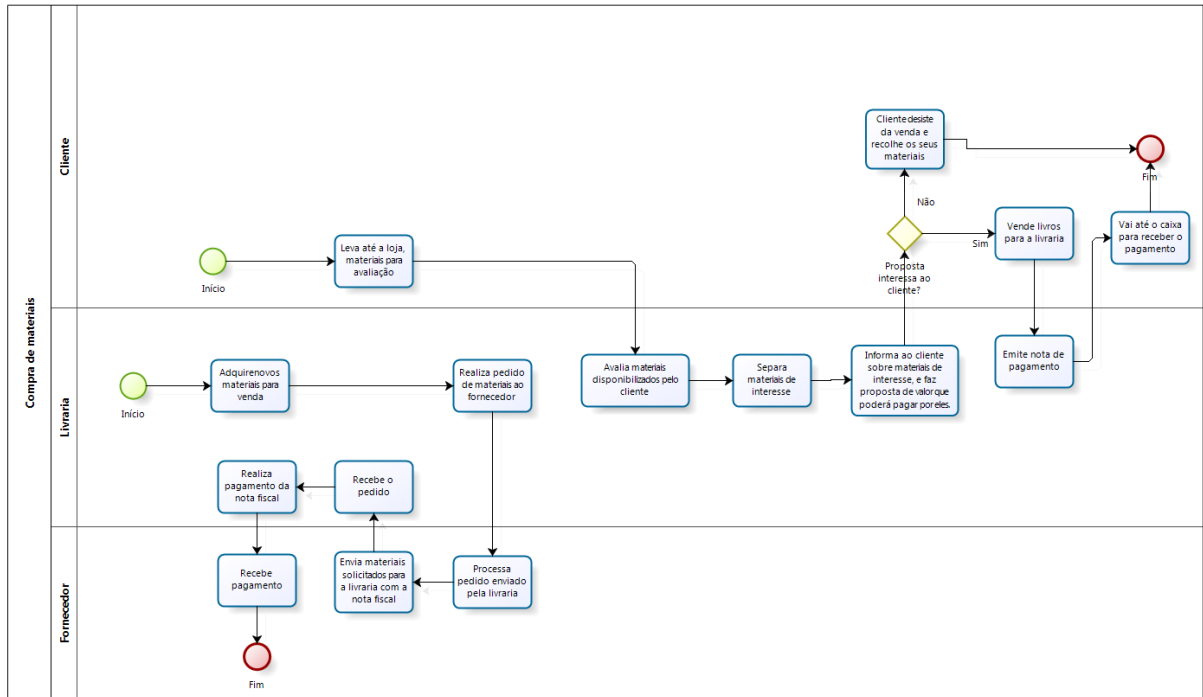 Compra de materiais
Cliente
Início
Leva até a loja,
materiais para
avaliação
Cliente desiste
da venda e
recolhe os seus
materiais
Não
Proposta
interessa ao
cliente?
Sim
Vende livros
para a livraria
Vai até o caixa
para receber o
pagamento
Fim
Livraria
Início
Adquirenovos
materiais para
venda
Realiza pedido
de materiais ao
fornecedor
Avalia materiais
disponibilizados pelo
cliente
Separa
materiais de
interesse
Informa ao cliente
sobre materiais de
interesse, e faz
proposta de valorque
poderá pagar poreles.
Emite nota de
pagamento
Realiza
pagamento da
nota fiscal
Recebe o
pedido
Fornecedor
Recebe
pagamento
Envia materiais
solicitados para
a livraria com a
nota fiscal
Processa
pedido enviado
pela livraria
Fim